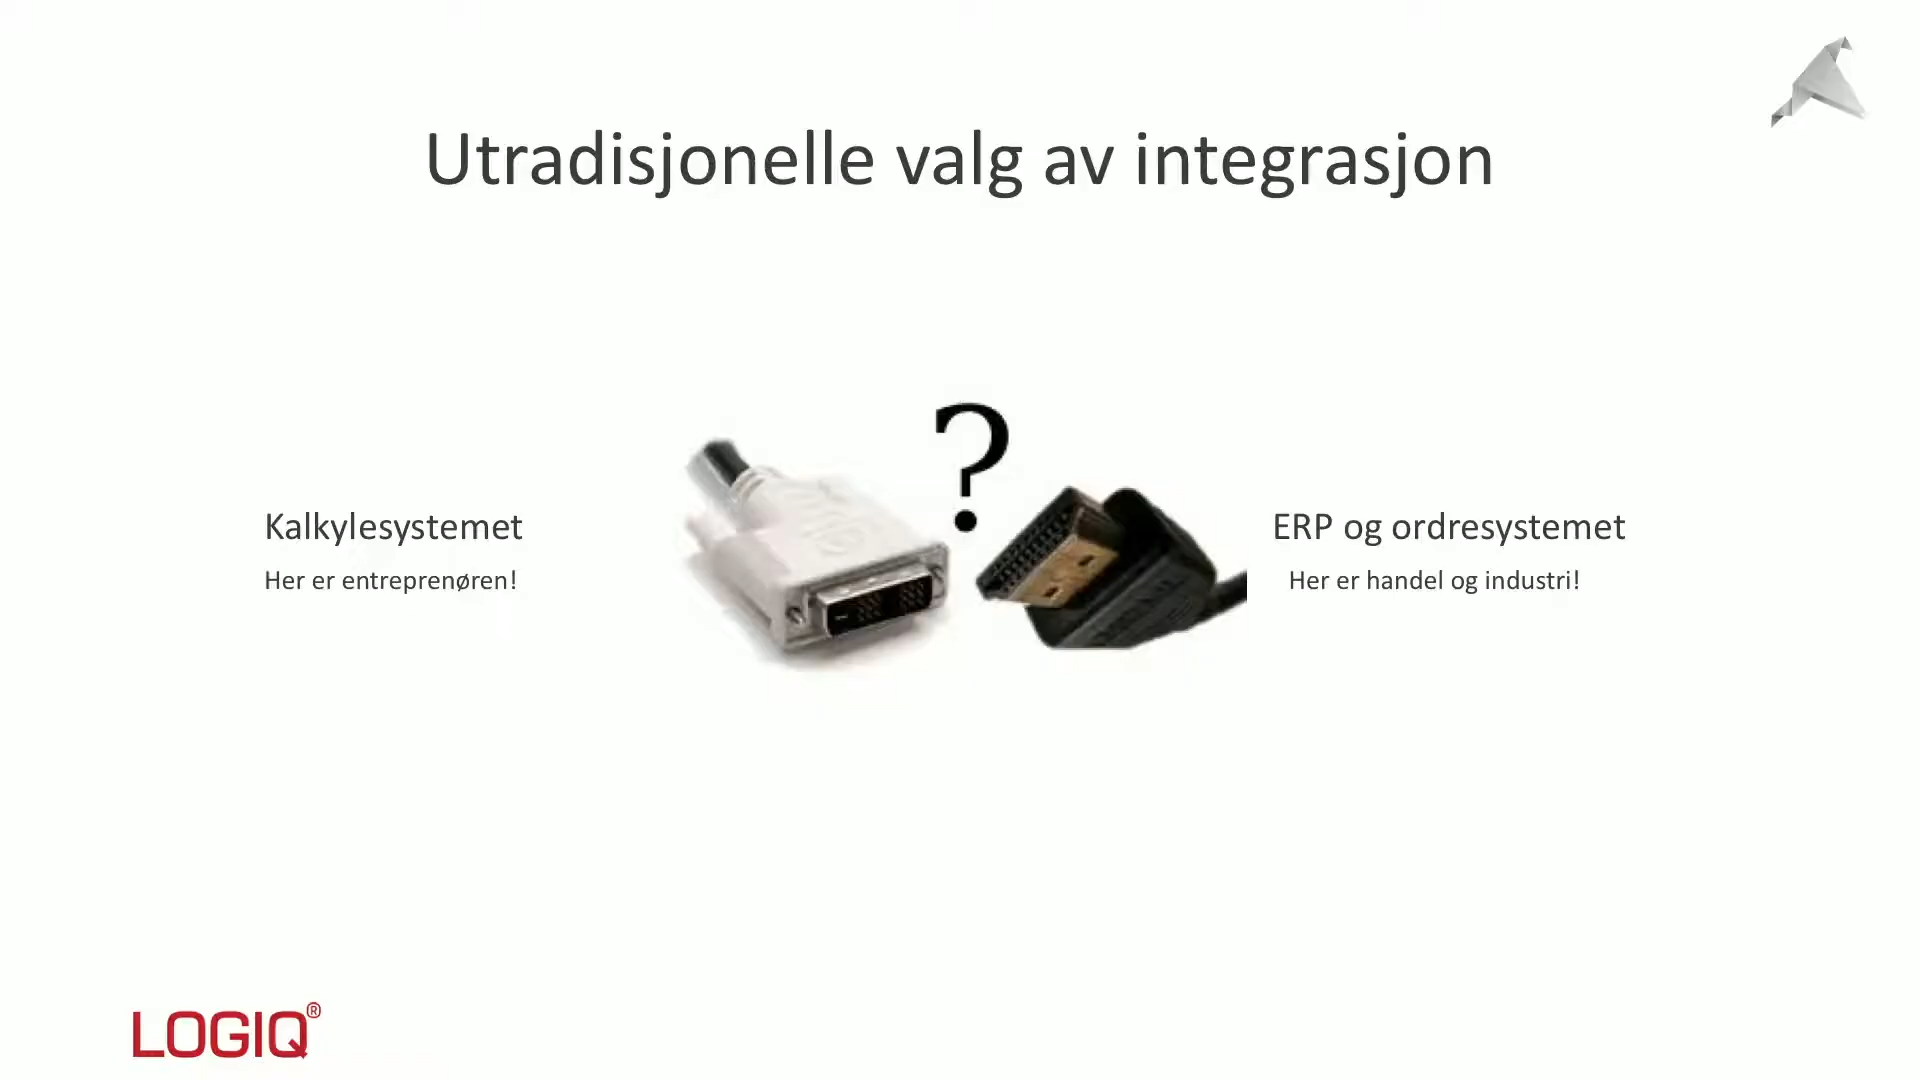 Utradisjonelle valg av integrasjon
?
Kalkylesystemet
Her er entreprenøren!
ERP og ordresystemet
Her er handel og industri!
LOGIQ®